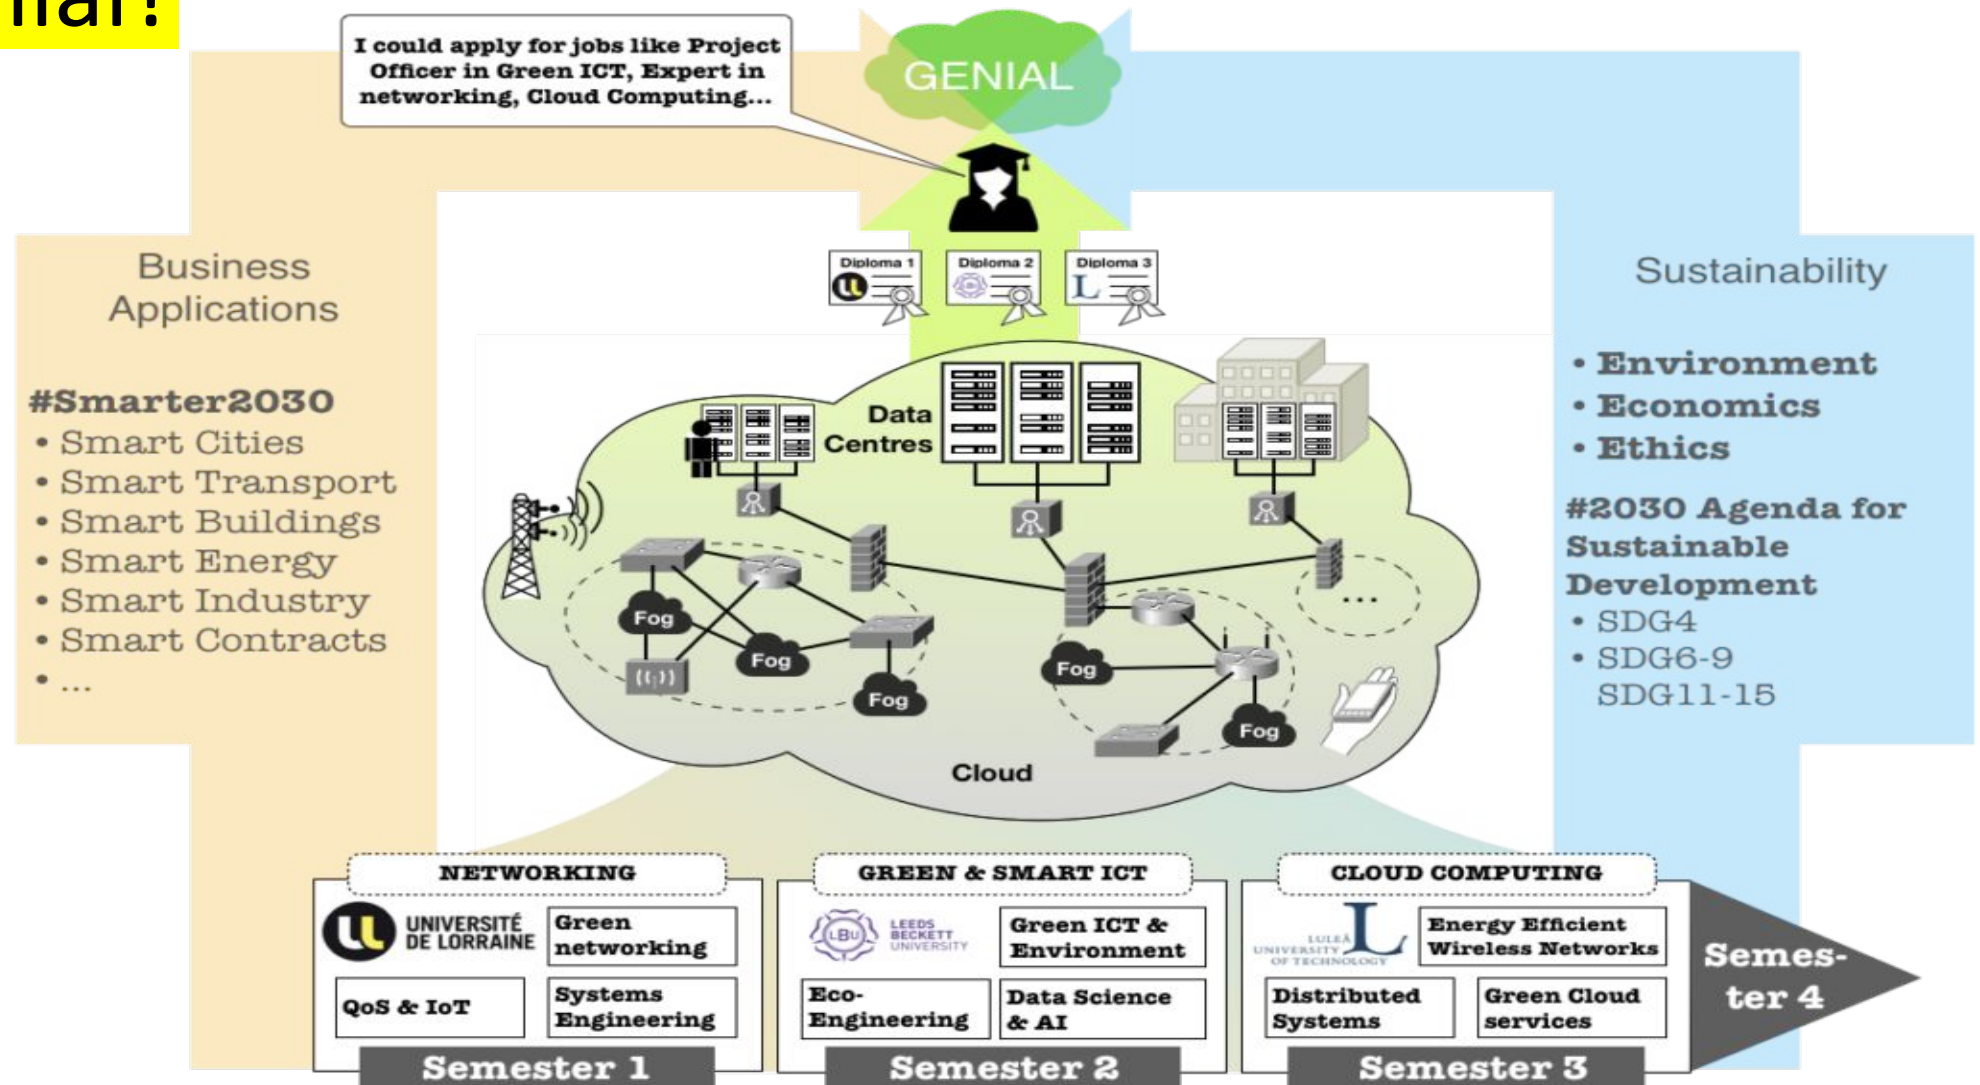 I could apply for jobs like Project
Officer in Green ICT, Expert in
networking, Cloud Computing...
GENIAL
Diploma 1
Diploma 2
Diploma 3
L
Business
Applications
#Smarter2030
• Smart Cities
• Smart Transport
• Smart Buildings
• Smart Energy
• Smart Industry
• Smart Contracts
• ...
Data
Centres
Fog
Fog
Fog
Fog
Fog
...
Cloud
Sustainability
• Environment
• Economics
• Ethics
#2030 Agenda for
Sustainable
Development
• SDG4
• SDG6-9
SDG11-15
NETWORKING
UNIVERSITÉ
DE LORRAINE
Green
networking
QoS & IoT
Systems
Engineering
Semester 1
GREEN & SMART ICT
LBU
LEEDS
BECKETT
UNIVERSITY
Green ICT &
Environment
Eco-
Engineering
Data Science
& AI
Semester 2
CLOUD COMPUTING
LULEÅ
UNIVERSITY
OF TECHNOLOGY
L
Energy Efficient
Wireless Networks
Distributed
Systems
Green Cloud
services
Semester 3
Semes-
ter 4